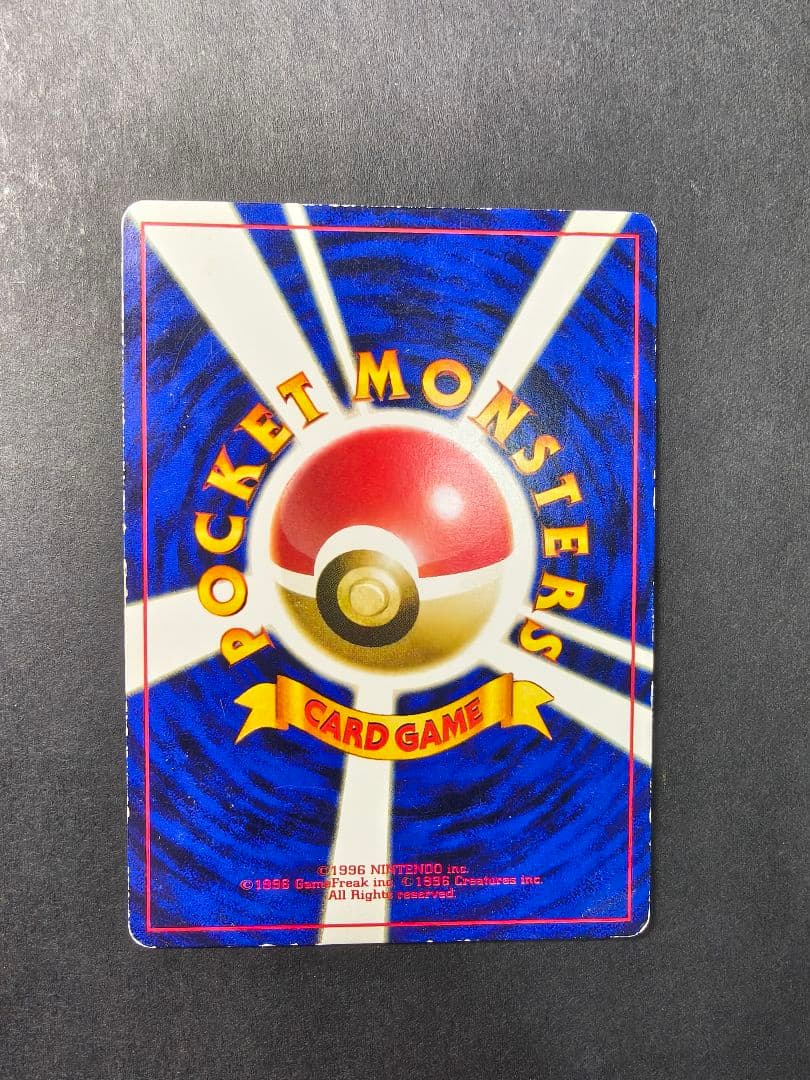 POCKET MONSTERS
CARD GAME
©1996 NINTENDO inc.
©1996 GameFreak inc. ©1996 Creatures inc.
All Rights reserved.